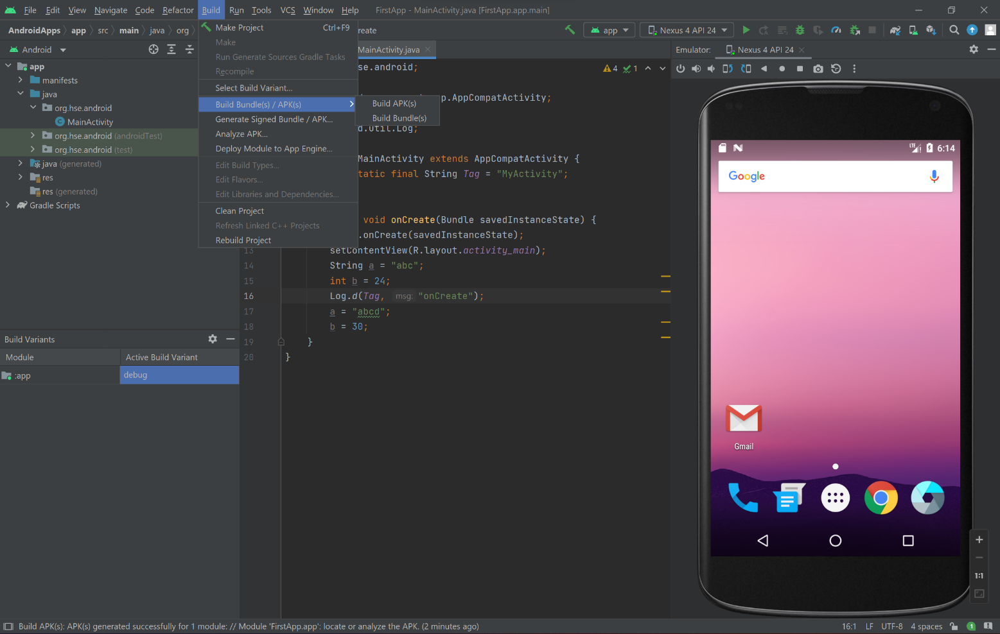 File Edit View Navigate Code Refactor Build Run Tools VCS Window Help FirstApp - MainActivity.java [FirstApp.app.main]
AndroidApps app src main java org
reate
app
Nexus 4 API 24
Android
app
manifests
java
org.hse.android
MainActivity
org.hse.android (androidTest)
org.hse.android (test)
java (generated)
res
res (generated)
Gradle Scripts
Make Project Ctrl+F9
Make
Run Generate Sources Gradle Tasks
Recompile
Select Build Variant...
Build Bundle(s) / APK(s)
Generate Signed Bundle / APK...
Analyze APK...
Deploy Module to App Engine...
Edit Build Types...
Edit Flavors...
Edit Libraries and Dependencies...
Clean Project
Refresh Linked C++ Projects
Rebuild Project
Build APK(s)
Build Bundle(s)
MainActivity.java
4 1
se.android;
p.AppCompatActivity;
d.util.Log;
MainActivity extends AppCompatActivity {
tatic final String Tag = "MyActivity";
void onCreate(Bundle savedInstanceState) {
.onCreate(savedInstanceState);
13 setContentView(R.layout.activity_main);
14 String a = "abc";
15 int b = 24;
16 Log.d(Tag, msg: "onCreate");
17 a = "abcd";
18 b = 30;
19 }
20 }
Build Variants
Module Active Build Variant
:app debug
Emulator: Nexus 4 API 24
LTE 6:14
Google
Gmail
1:1
Build APK(s): APK(s) generated successfully for 1 module: // Module 'FirstApp.app': locate or analyze the APK. (2 minutes ago)
16:1 LF UTF-8 4 spaces 1